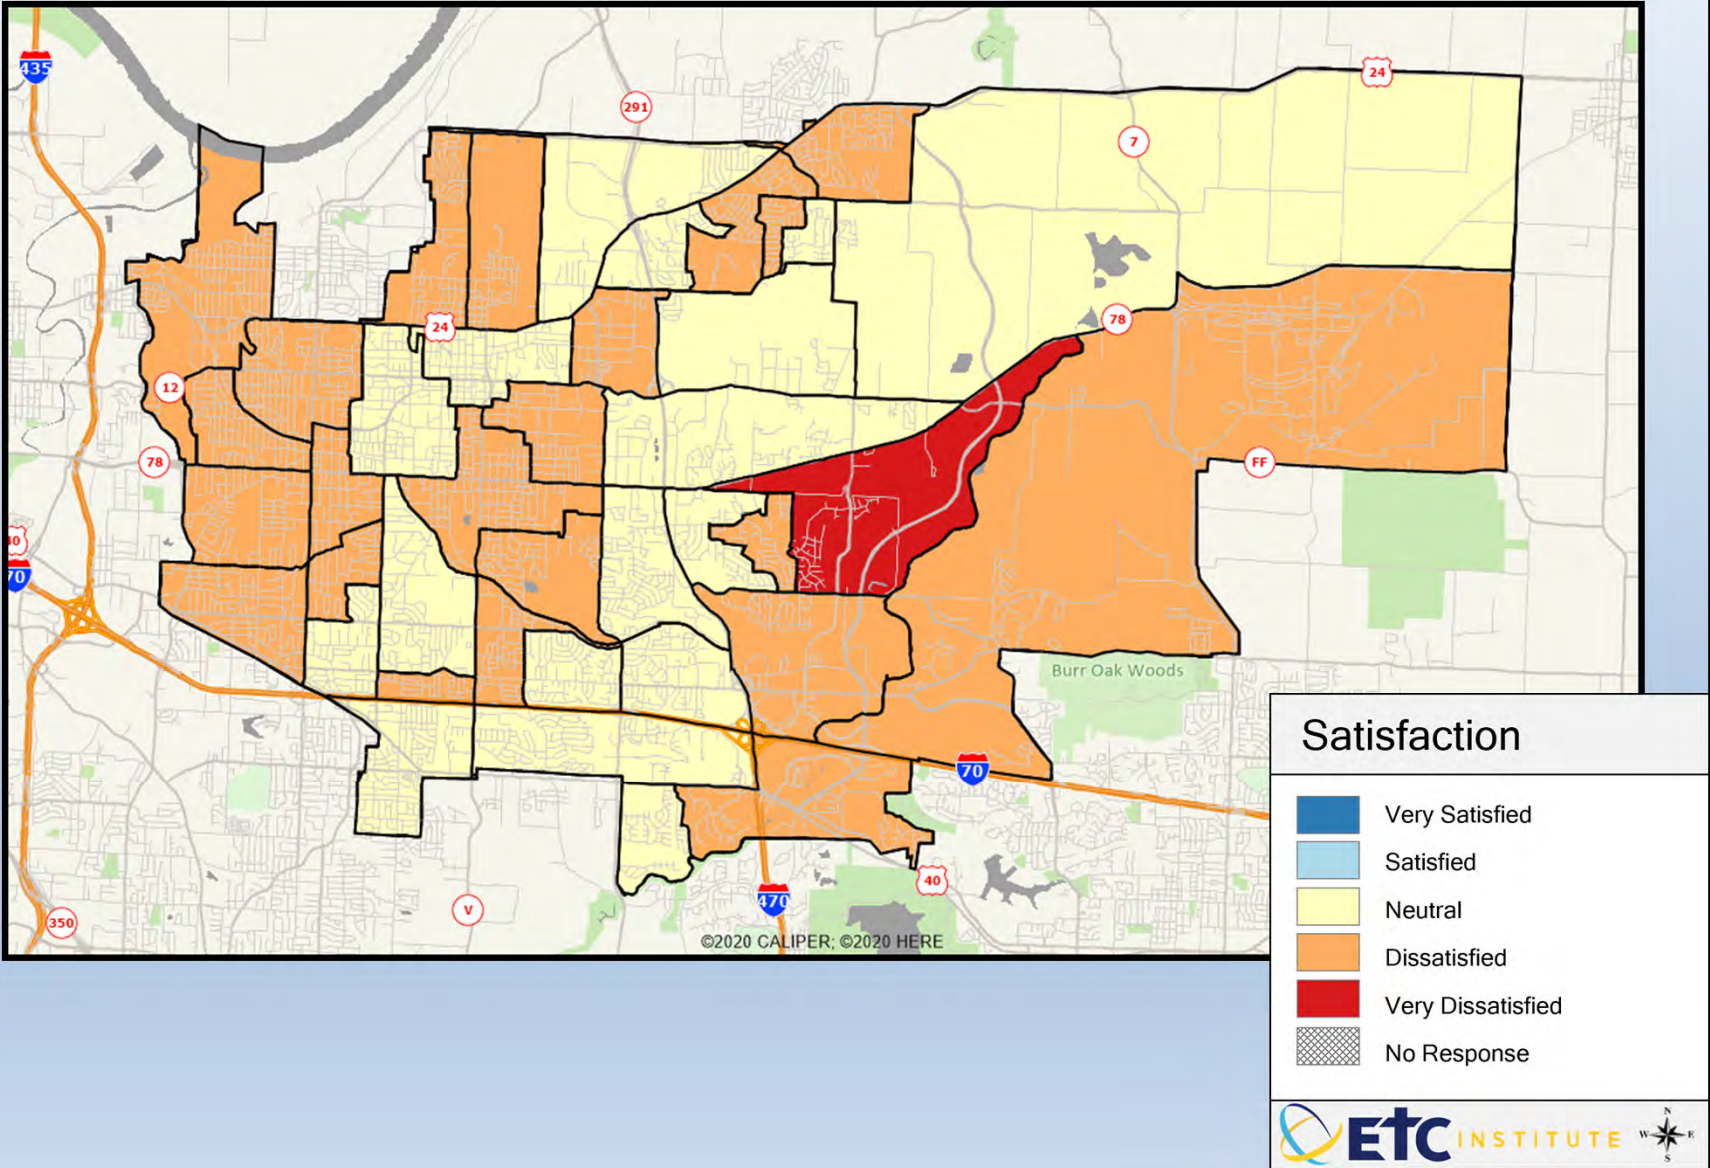 435
24
291
7
24
78
12
78
FF
40
70
Burr Oak Woods
70
40
470
V
350
©2020 CALIPER; ©2020 HERE
Satisfaction
Very Satisfied
Satisfied
Neutral
Dissatisfied
Very Dissatisfied
No Response
ETC INSTITUTE
N
W E
S